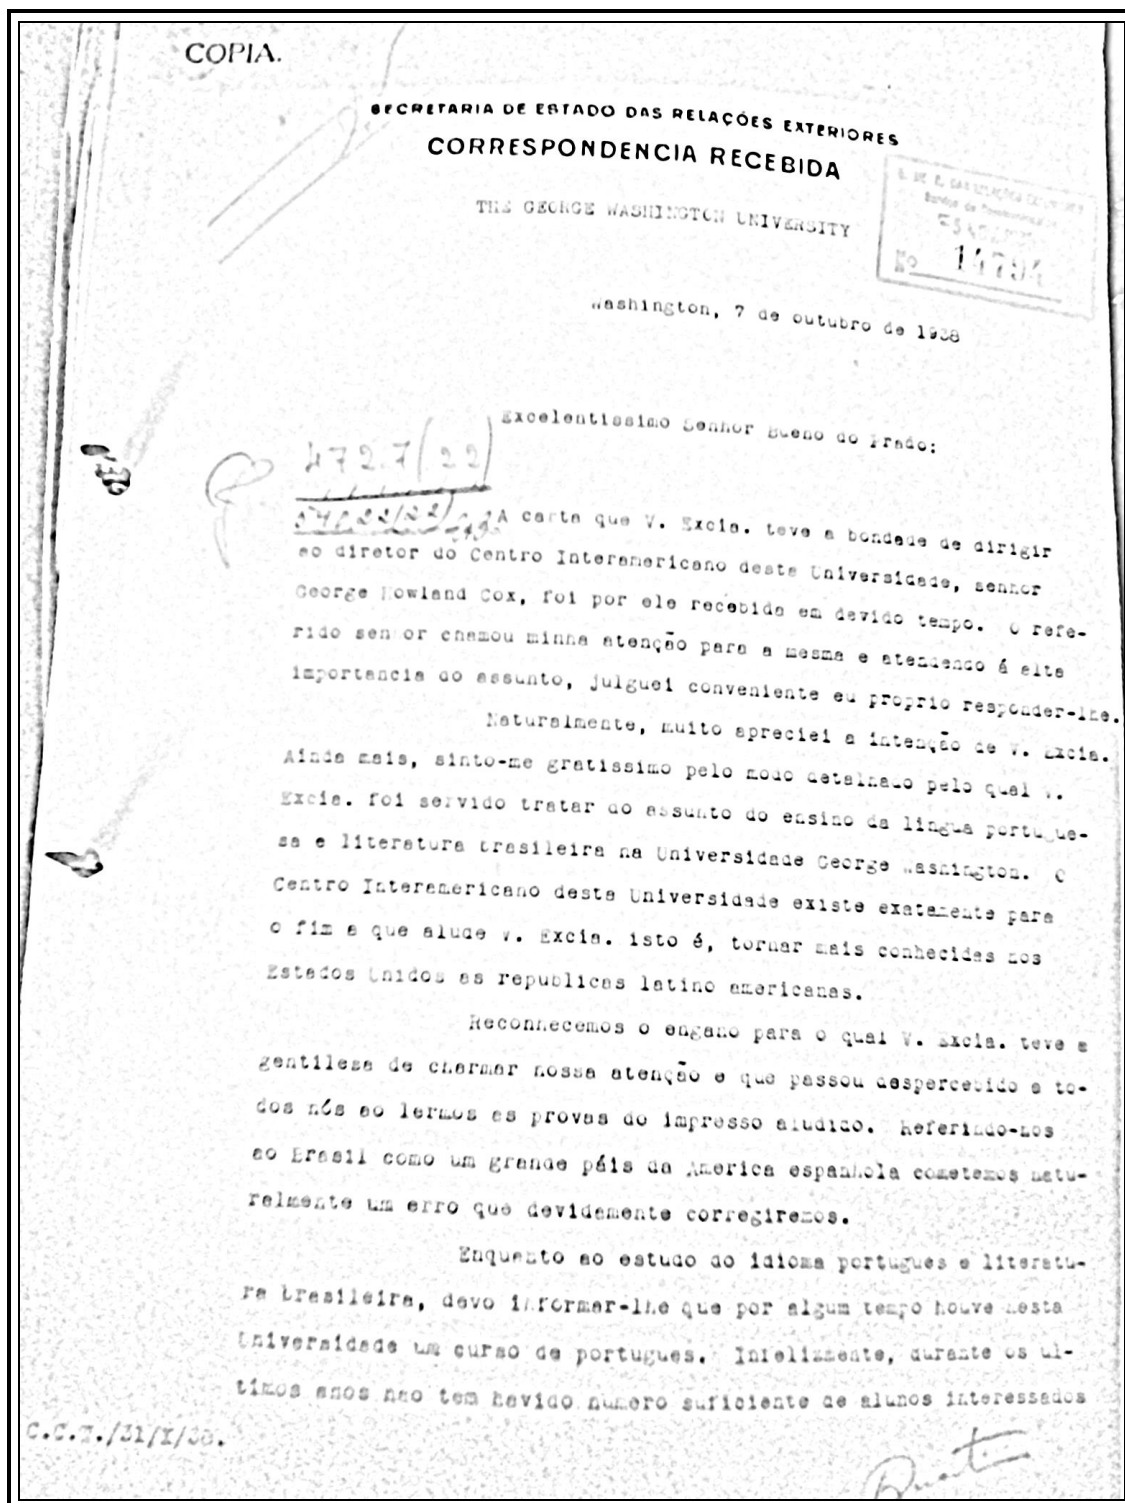 COPIA.
SECRETARIA DE ESTADO DAS RELAÇÕES EXTERIORES
CORRESPONDENCIA RECEBIDA
THE GEORGE WASHINGTON UNIVERSITY
Nº 14794
Washington, 7 de outubro de 1938
Excelentissimo Senhor Bueno do Prado:
472.7/(22)
542.22/22
A carta que V. Excia. teve a bondade de dirigir
ao diretor do Centro Interamericano desta Universidade, senhor
George Howland Cox, foi por ele recebida em devido tempo. O refe-
rido senhor chamou minha atenção para a mesma e atendendo á alta
importancia do assunto, julguei conveniente eu proprio responder-lhe.
Naturalmente, muito apreciei a intenção de V. Excia.
Ainda mais, sinto-me gratissimo pelo modo detalhado pelo qual V.
Excia. foi servido tratar do assunto do ensino da lingua portugue-
sa e literatura brasileira na Universidade George Washington. O
Centro Interamericano desta Universidade existe exatamente para
o fim a que alude V. Excia. isto é, tornar mais conhecidas nos
Estados Unidos as republicas latino americanas.
Reconhecemos o engano para o qual V. Excia. teve a
gentilesa de charmar nossa atenção e que passou despercebido a to-
dos nós ao lermos as provas do impresso aludido. Referindo-nos
ao Brasil como um grande páis da America espanhola cometemos natu-
ralmente um erro que devidamente corregiremos.
Enquanto ao estudo do idioma portugues e literatu-
ra brasileira, devo informar-lhe que por algum tempo houve nesta
Universidade um curso de portugues. Infelizmente, durante os ul-
timos anos nao tem havido numero suficiente de alunos interessados
C.C.T./31/X/38.